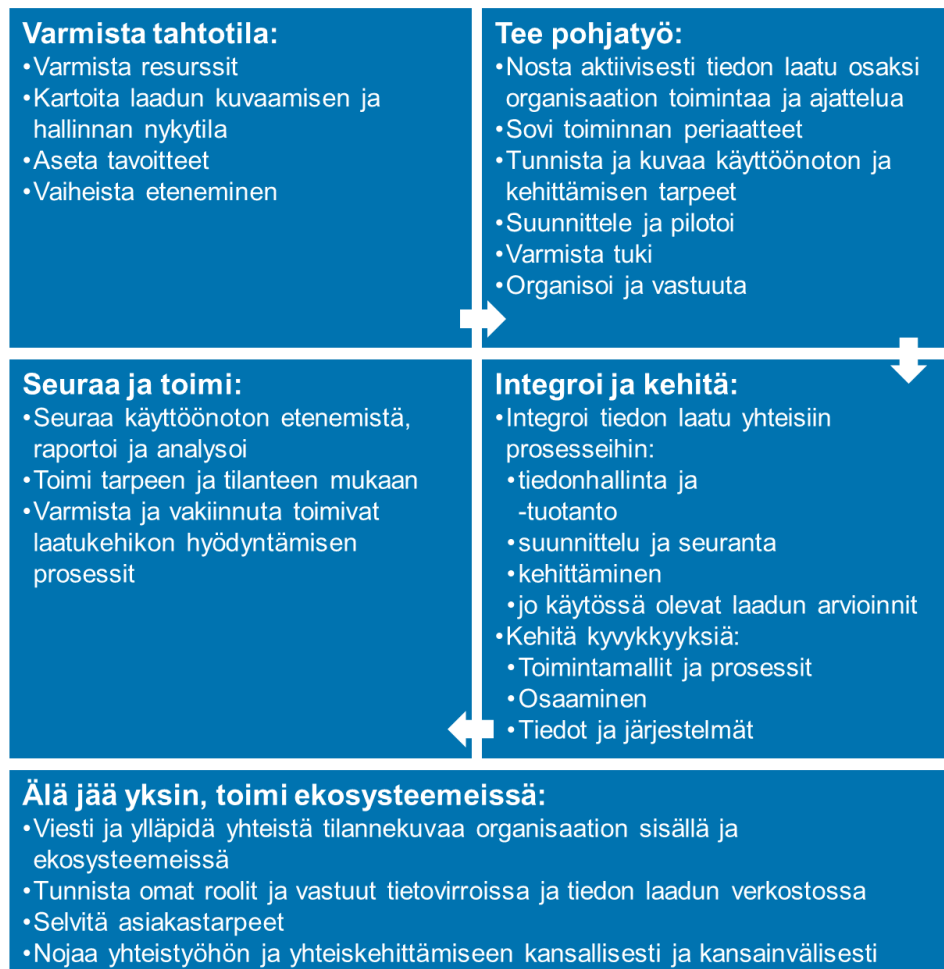 Varmista tahtotila:
•Varmista resurssit
•Kartoita laadun kuvaamisen ja
hallinnan nykytila
•Aseta tavoitteet
•Vaiheista eteneminen
Tee pohjatyö:
•Nosta aktiivisesti tiedon laatu osaksi
organisaation toimintaa ja ajattelua
•Sovi toiminnan periaatteet
•Tunnista ja kuvaa käyttöönoton ja
kehittämisen tarpeet
•Suunnittele ja pilotoi
•Varmista tuki
•Organisoi ja vastuuta
Seuraa ja toimi:
•Seuraa käyttöönoton etenemistä,
raportoi ja analysoi
•Toimi tarpeen ja tilanteen mukaan
•Varmista ja vakiinnuta toimivat
laatukehikon hyödyntämisen
prosessit
Integroi ja kehitä:
•Integroi tiedon laatu yhteisiin
prosesseihin:
•tiedonhallinta ja
-tuotanto
•suunnittelu ja seuranta
•kehittäminen
•jo käytössä olevat laadun arvioinnit
•Kehitä kyvykkyyksiä:
•Toimintamallit ja prosessit
•Osaaminen
•Tiedot ja järjestelmät
Älä jää yksin, toimi ekosysteemeissä:
•Viesti ja ylläpidä yhteistä tilannekuvaa organisaation sisällä ja
ekosysteemeissä
•Tunnista omat roolit ja vastuut tietovirroissa ja tiedon laadun verkostossa
•Selvitä asiakastarpeet
•Nojaa yhteistyöhön ja yhteiskehittämiseen kansallisesti ja kansainvälisesti